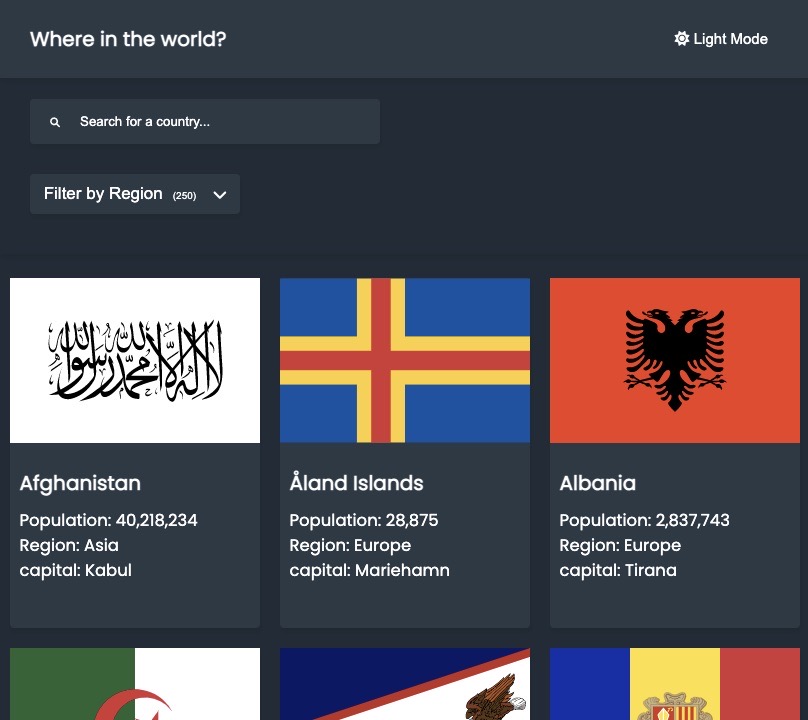 Where in the world?
Light Mode
Search for a country...
Filter by Region (250)
لا إله إلا الله محمد رسول الله
Afghanistan
Population: 40,218,234
Region: Asia
capital: Kabul
Åland Islands
Population: 28,875
Region: Europe
capital: Mariehamn
Albania
Population: 2,837,743
Region: Europe
capital: Tirana